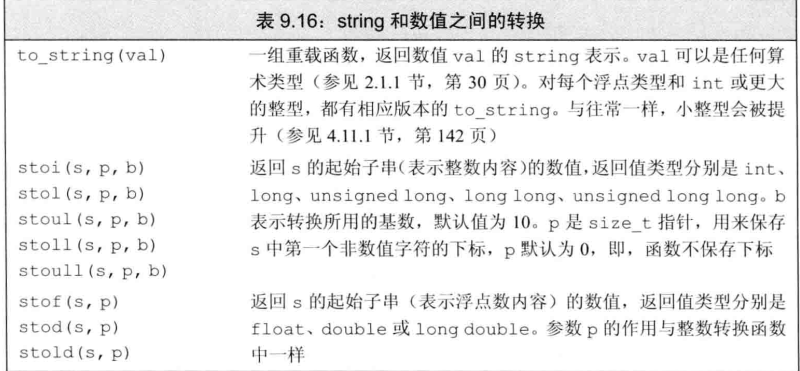 表 9.16：string 和数值之间的转换
to_string(val) 一组重载函数，返回数值 val 的 string 表示。val 可以是任何算
术类型（参见 2.1.1 节，第 30 页）。对每个浮点类型和 int 或更大
的整型，都有相应版本的 to_string。与往常一样，小整型会被提
升（参见 4.11.1 节，第 142 页）
stoi(s, p, b) 返回 s 的起始子串（表示整数内容）的数值，返回值类型分别是 int、
stol(s, p, b) long、unsigned long、long long、unsigned long long。b
stoul(s, p, b) 表示转换所用的基数，默认值为 10。p 是 size_t 指针，用来保存
stoll(s, p, b) s 中第一个非数值字符的下标，p 默认为 0，即，函数不保存下标
stoull(s, p, b)
stof(s, p) 返回 s 的起始子串（表示浮点数内容）的数值，返回值类型分别是
stod(s, p) float、double 或 long double。参数 p 的作用与整数转换函数
stold(s, p) 中一样